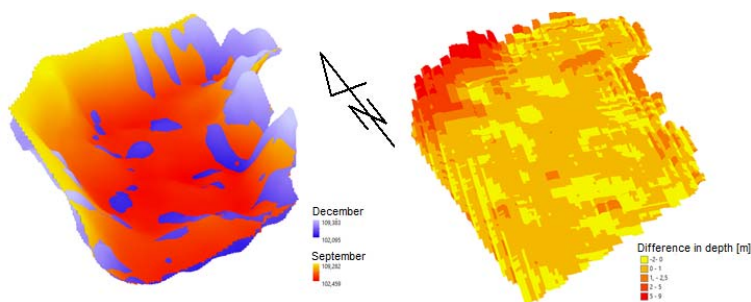 December
109,383
102,095
September
109,282
102,459
Difference in depth [m]
-2- 0
0 - 1
1, - 2,5
2 - 5
5 - 9